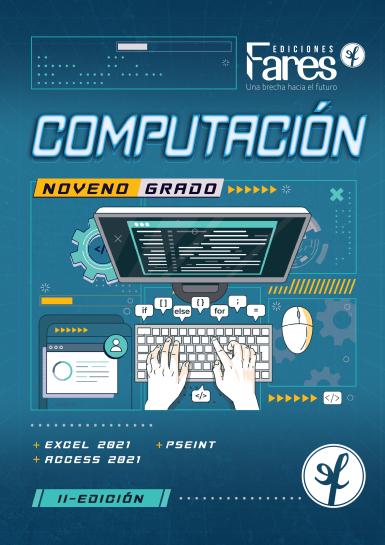 EDICIONES
Fares
Una brecha hacia el futuro
COMPUTACIÓN
NOVENO GRADO
</>
[ ]
{ }
;
if
else
for
=
</>
</>
+ EXCEL 2021
+ PSEINT
+ ACCESS 2021
II-EDICIÓN